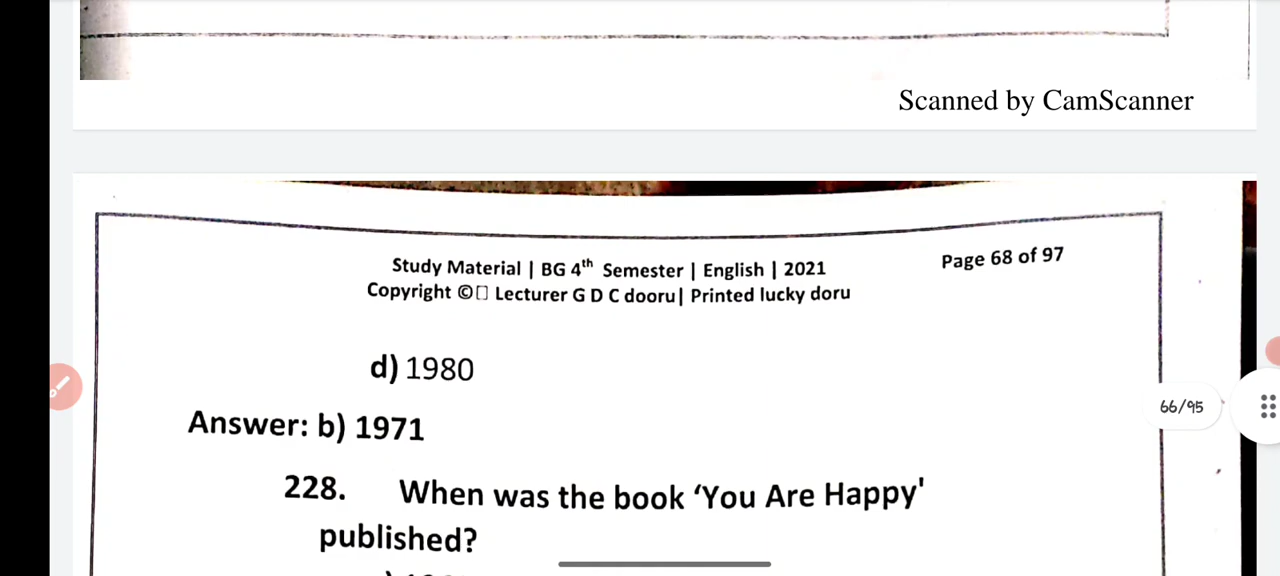 Scanned by CamScanner
Study Material | BG 4th Semester | English | 2021
Page 68 of 97
Copyright ©▯ Lecturer G D C dooru| Printed lucky doru
d) 1980
Answer: b) 1971
66/95
228. When was the book ‘You Are Happy'
published?